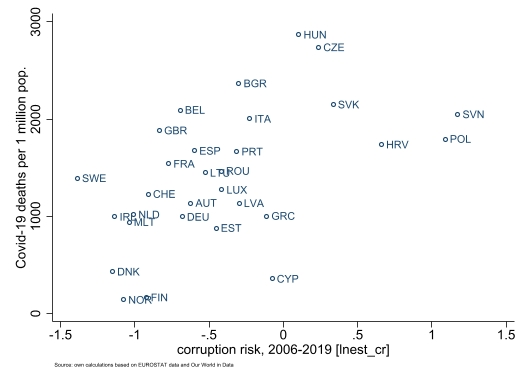 3000
HUN
CZE
BGR
SVK
BEL
SVN
2000
ITA
GBR
POL
HRV
ESP
PRT
FRA
LTU
ROU
SWE
LUX
CHE
AUT
LVA
1000
IRL
NLD
DEU
GRC
MLT
EST
DNK
CYP
NOR
FIN
0
Covid-19 deaths per 1 million pop.
-1.5 -1 -.5 0 .5 1 1.5
corruption risk, 2006-2019 [lnest_cr]
Source: own calculations based on EUROSTAT data and Our World in Data